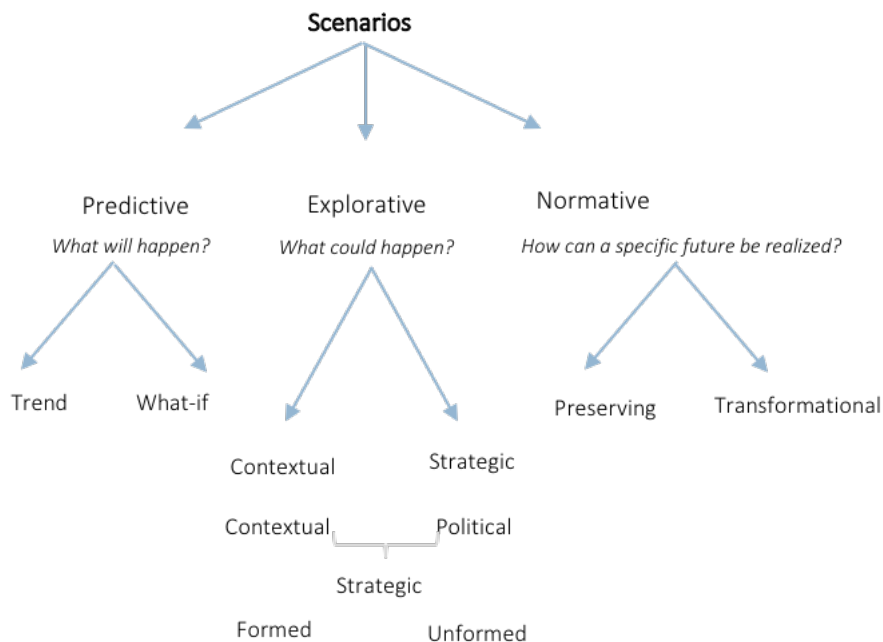 Scenarios
Predictive
Explorative
Normative
What will happen?
What could happen?
How can a specific future be realized?
Trend
What-if
Preserving
Transformational
Contextual
Strategic
Contextual
Political
Strategic
Formed
Unformed